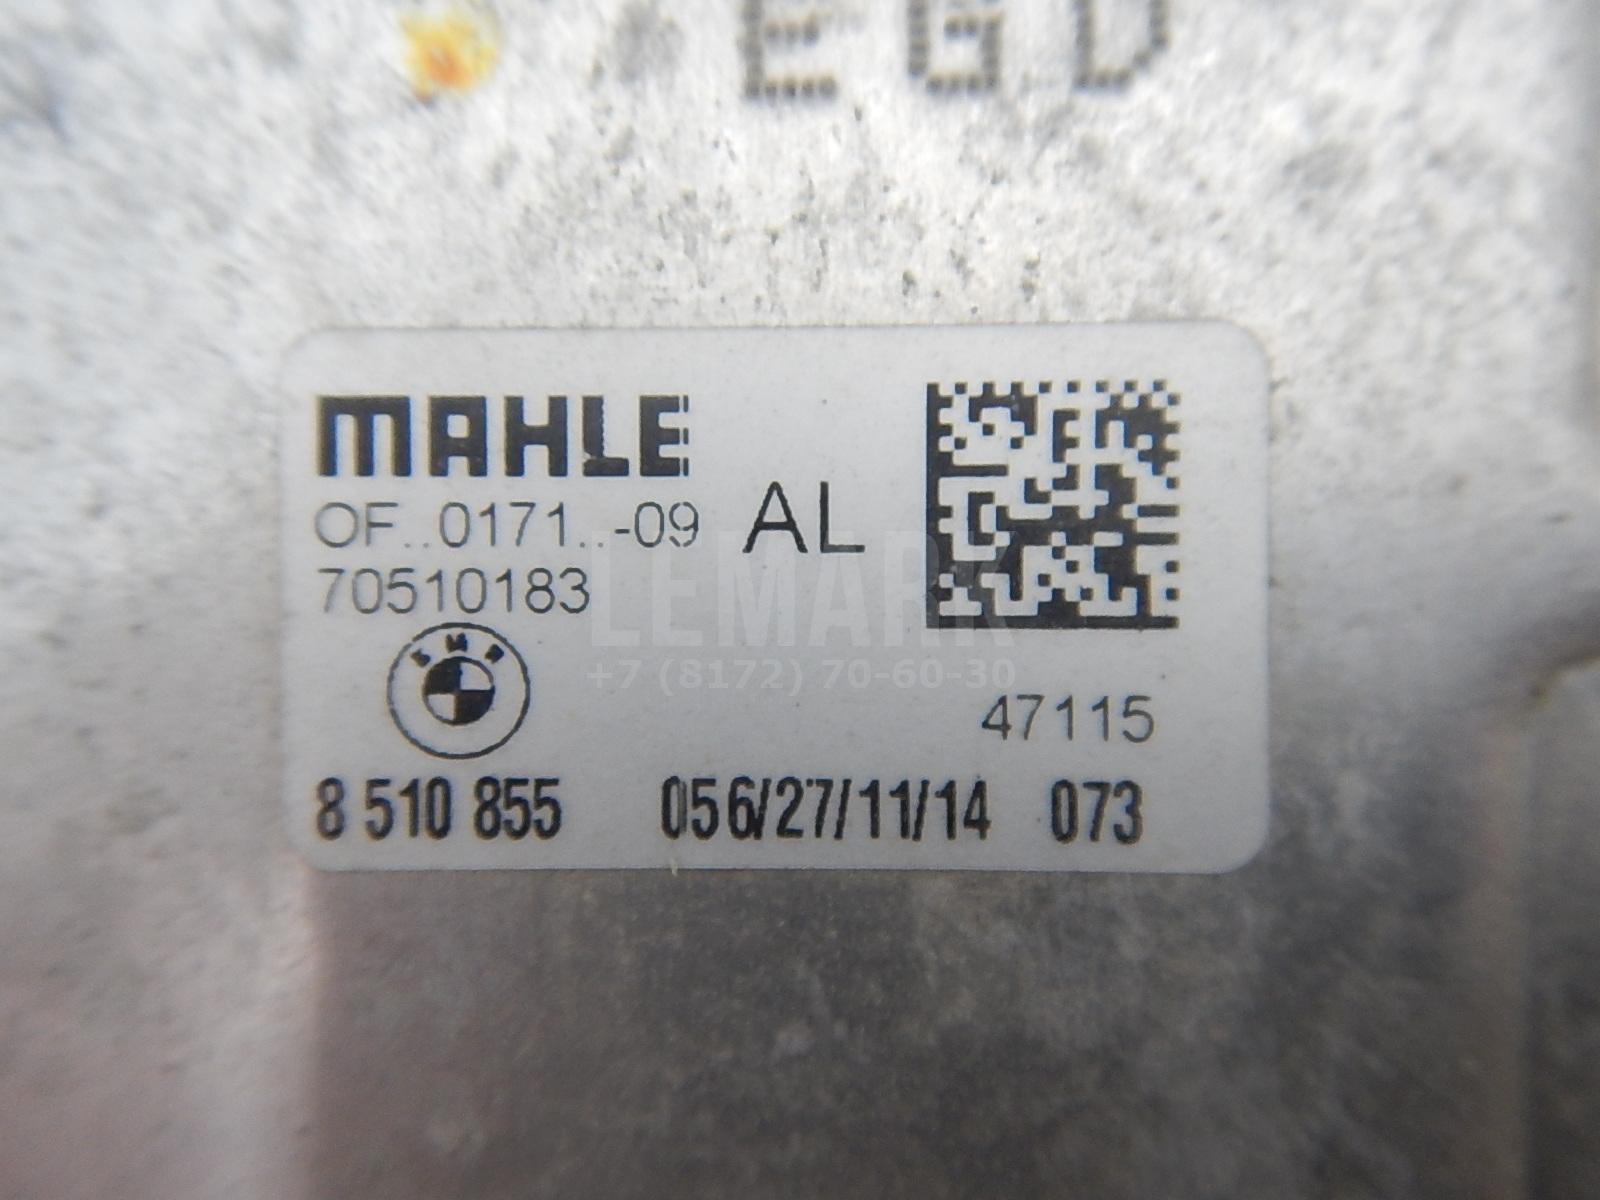 EGD
MAHLE
OF..0171..-09 AL
70510183
LEMARK
+7 (8172) 70-60-30
BMW
47115
8 510 855 056/27/11/14 073